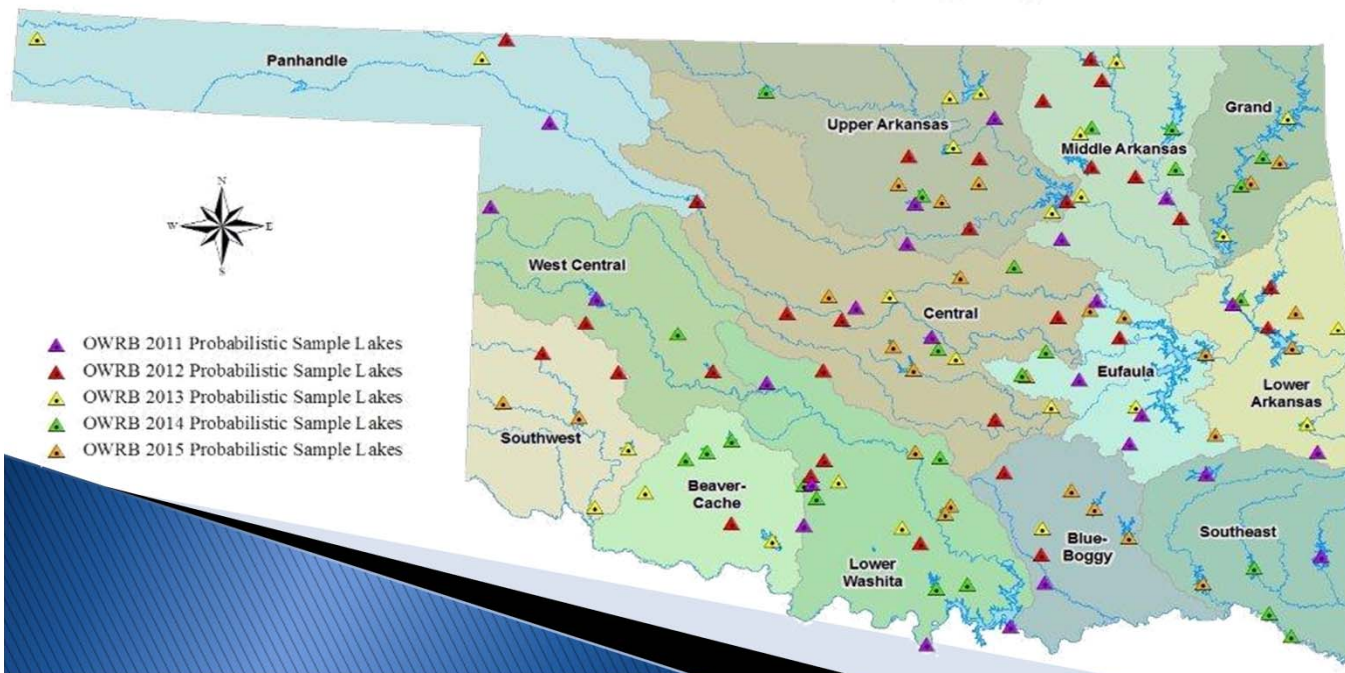 Panhandle
Upper Arkansas
Middle Arkansas
Grand
N
W
E
S
West Central
Central
Eufaula
Lower
Arkansas
OWRB 2011 Probabilistic Sample Lakes
OWRB 2012 Probabilistic Sample Lakes
OWRB 2013 Probabilistic Sample Lakes
OWRB 2014 Probabilistic Sample Lakes
OWRB 2015 Probabilistic Sample Lakes
Southwest
Beaver-
Cache
Lower
Washita
Blue-
Boggy
Southeast